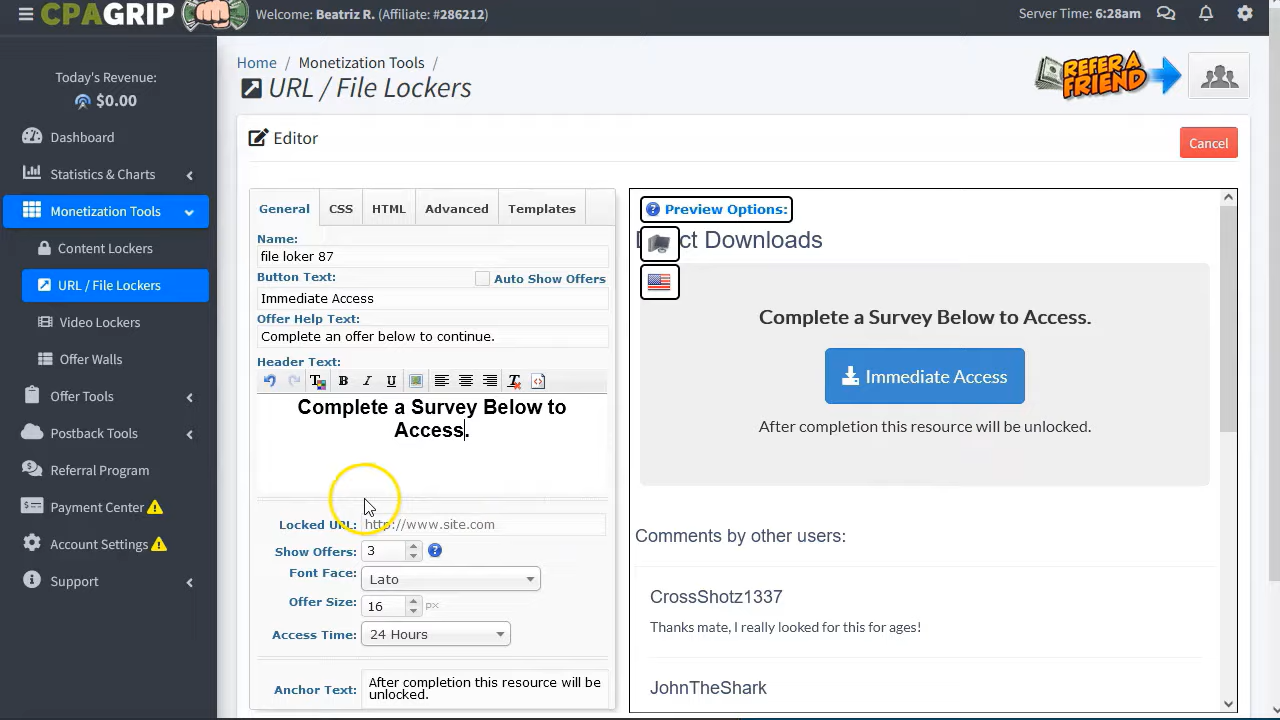 CPAGRIP
Welcome: Beatriz R. (Affiliate: #286212)
Server Time: 6:28am
Today's Revenue:
$0.00
Dashboard
Statistics & Charts
Monetization Tools
Content Lockers
URL / File Lockers
Video Lockers
Offer Walls
Offer Tools
Postback Tools
Referral Program
Payment Center
Account Settings
Support
Home / Monetization Tools /
URL / File Lockers
REFER A
FRIEND
Editor
Cancel
General CSS HTML Advanced Templates
Name:
file loker 87
Button Text: Auto Show Offers
Immediate Access
Offer Help Text:
Complete an offer below to continue.
Header Text:
B I U
Complete a Survey Below to
Access.
Locked URL: http://www.site.com
Show Offers: 3
Font Face: Lato
Offer Size: 16 px
Access Time: 24 Hours
Anchor Text: After completion this resource will be
unlocked.
Preview Options:
ct Downloads
Complete a Survey Below to Access.
Immediate Access
After completion this resource will be unlocked.
Comments by other users:
CrossShotz1337
Thanks mate, I really looked for this for ages!
JohnTheShark